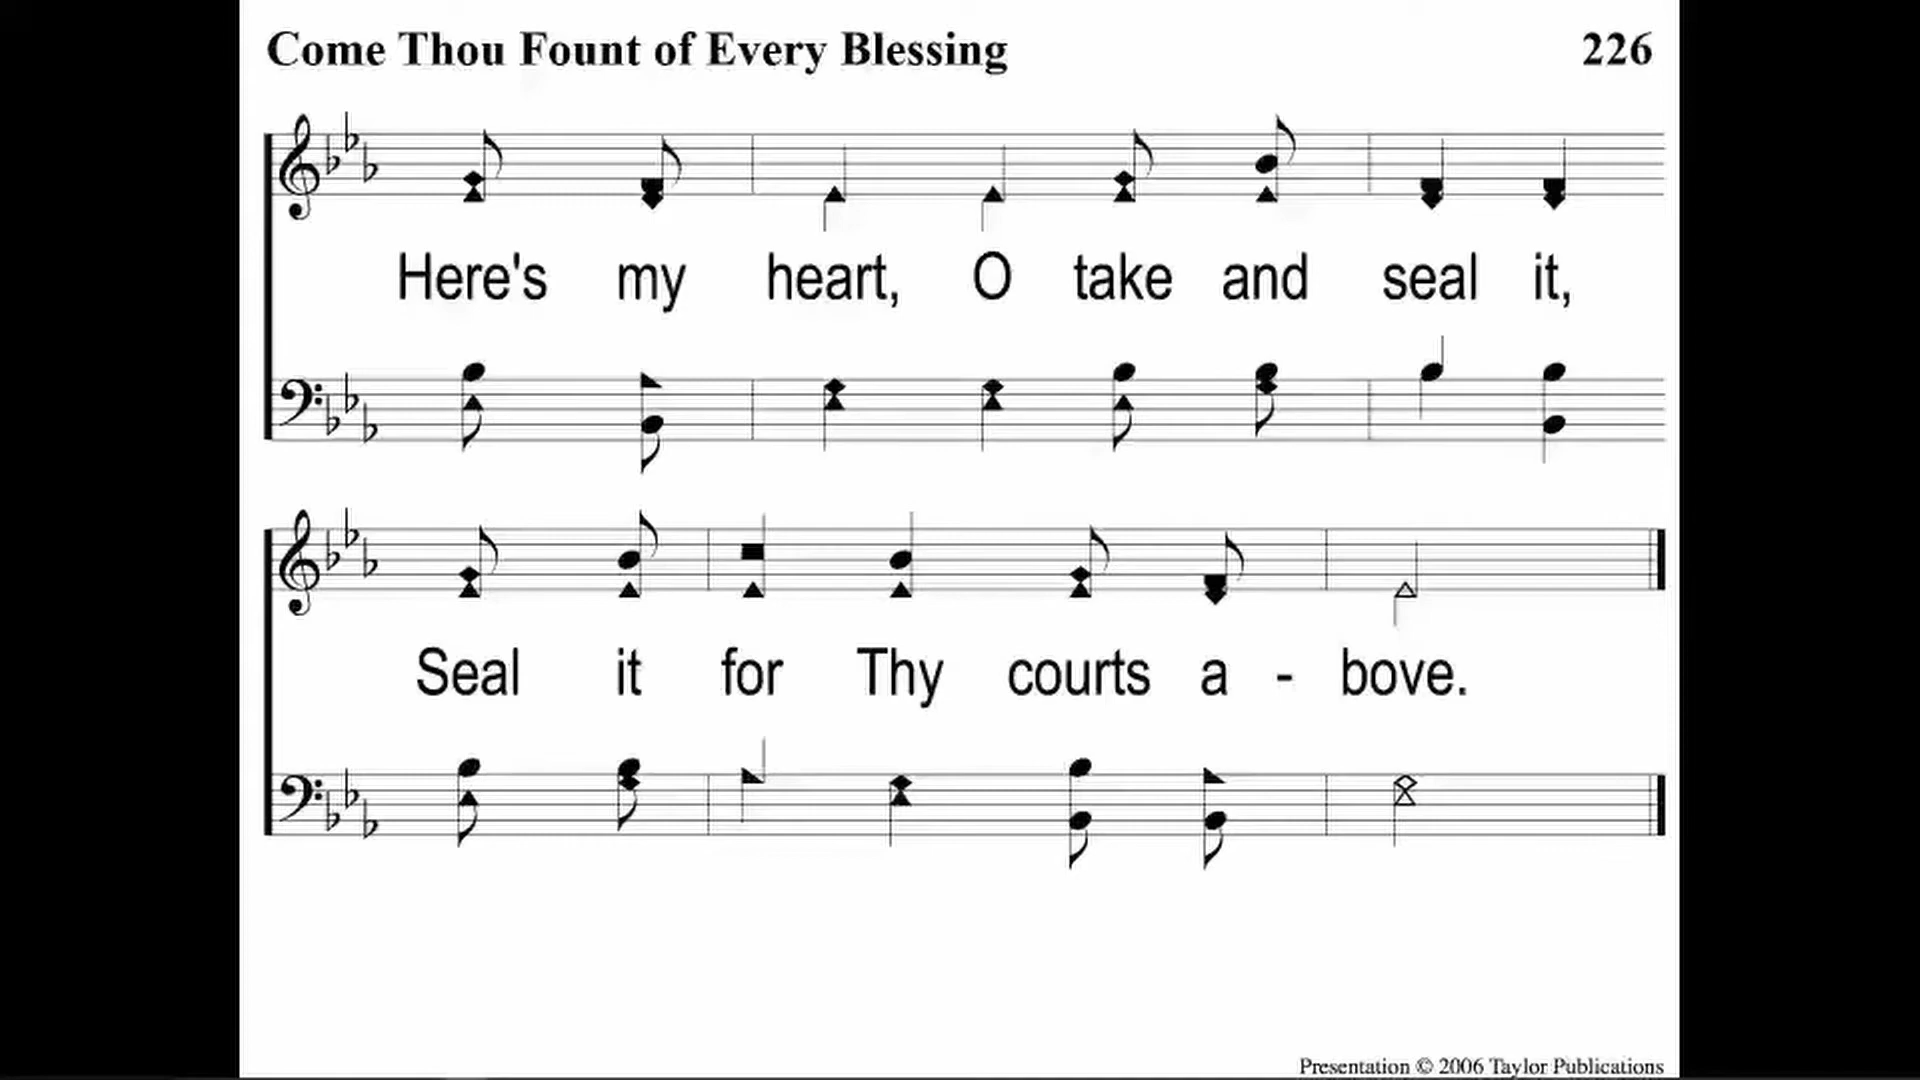 Come Thou Fount of Every Blessing 226
Here's my heart, O take and seal it,
Seal it for Thy courts a - bove.
Presentation © 2006 Taylor Publications